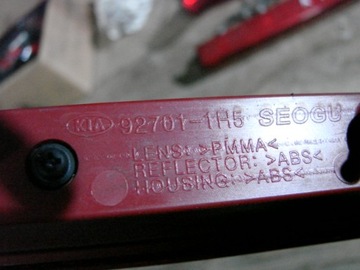 KIA 92701-1H5 SEOGU
LENS: >PMMA<
REFLECTOR: >ABS<
HOUSING: >ABS<